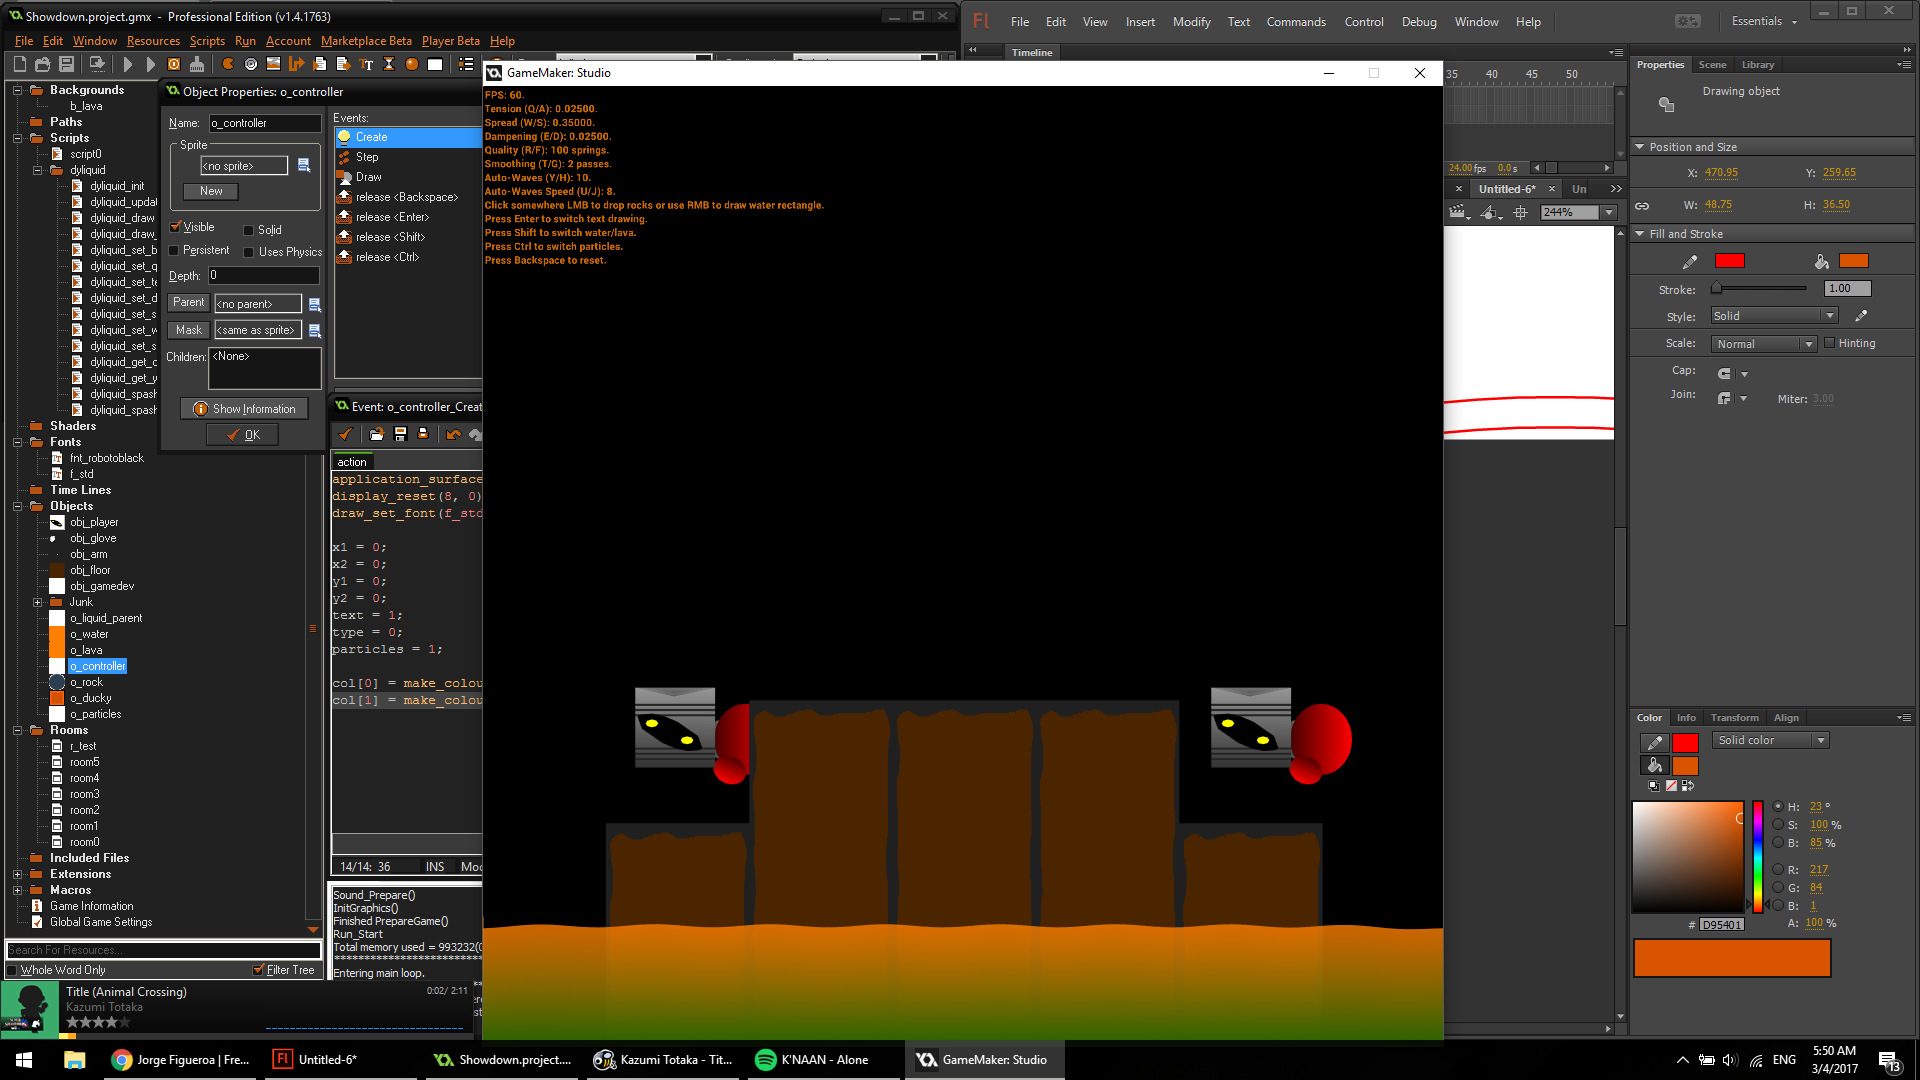 Showdown.project.gmx - Professional Edition (v1.4.1763)
File Edit Window Resources Scripts Run Account Marketplace Beta Player Beta Help
Backgrounds
b_lava
Paths
Scripts
script0
dyliquid
dyliquid_init
dyliquid_updat
dyliquid_draw
dyliquid_draw_
dyliquid_set_b
dyliquid_set_q
dyliquid_set_te
dyliquid_set_d
dyliquid_set_s
dyliquid_set_w
dyliquid_set_s
dyliquid_get_c
dyliquid_get_y
dyliquid_spash
dyliquid_spash
Shaders
Fonts
fnt_robotoblack
f_std
Time Lines
Objects
obj_player
obj_glove
obj_arm
obj_floor
obj_gamedev
Junk
o_liquid_parent
o_water
o_lava
o_controller
o_rock
o_ducky
o_particles
Rooms
r_test
room5
room4
room3
room2
room1
room0
Included Files
Extensions
Macros
Game Information
Global Game Settings
Search For Resources...
Whole Word Only
Filter Tree
Object Properties: o_controller
Name: o_controller
Sprite
<no sprite>
New
Visible
Solid
Persistent
Uses Physics
Depth: 0
Parent
<no parent>
Mask
<same as sprite>
Children:
<None>
Show Information
OK
Events:
Create
Step
Draw
release <Backspace>
release <Enter>
release <Shift>
release <Ctrl>
Event: o_controller_Creat
action
application_surface
display_reset(8, 0)
draw_set_font(f_std
x1 = 0;
x2 = 0;
y1 = 0;
y2 = 0;
text = 1;
type = 0;
particles = 1;
col[0] = make_colou
col[1] = make_colou
14/14: 36 INS Mod
Sound_Prepare()
InitGraphics()
Finished PrepareGame()
Run_Start
Total memory used = 993232(0
Entering main loop.
Title (Animal Crossing)
0:02/ 2:11
Kazumi Totaka
GameMaker: Studio
FPS: 60.
Tension (Q/A): 0.02500.
Spread (W/S): 0.35000.
Dampening (E/D): 0.02500.
Quality (R/F): 100 springs.
Smoothing (T/G): 2 passes.
Auto-Waves (Y/H): 10.
Auto-Waves Speed (U/J): 8.
Click somewhere LMB to drop rocks or use RMB to draw water rectangle.
Press Enter to switch text drawing.
Press Shift to switch water/lava.
Press Ctrl to switch particles.
Press Backspace to reset.
Fl File Edit View Insert Modify Text Commands Control Debug Window Help
Essentials
Timeline
35 40 45 50
24.00 fps 0.0 s
Untitled-6*
Un
244%
Properties Scene Library
Drawing object
Position and Size
X: 470.95 Y: 259.65
W: 48.75 H: 36.50
Fill and Stroke
Stroke: 1.00
Style: Solid
Scale: Normal
Hinting
Cap:
Join:
Miter: 3.00
Color Info Transform Align
Solid color
H: 23 °
S: 100 %
B: 85 %
R: 217
G: 84
B: 1
# D95401
A: 100 %
Jorge Figueroa | Fre...
Fl Untitled-6*
Showdown.project....
Kazumi Totaka - Tit...
K'NAAN - Alone
GameMaker: Studio
ENG
5:50 AM
3/4/2017
13